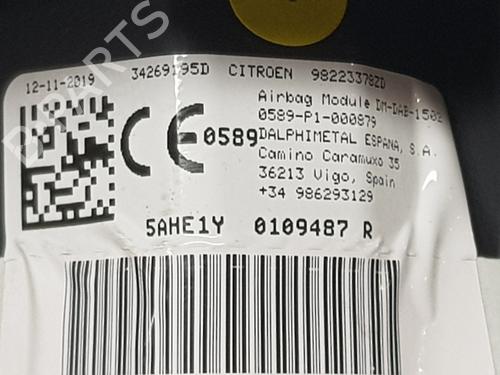 12-11-2019 34269195D CITROEN 98223378ZD
Airbag Module DM-DAB-1502
0589-P1-000879
CE 0589 DALPHIMETAL ESPANA, S.A.
Camino Caramuxo 35
36213 Vigo, Spain
+34 986293129
5AHE1Y 0109487 R
B-PARTS